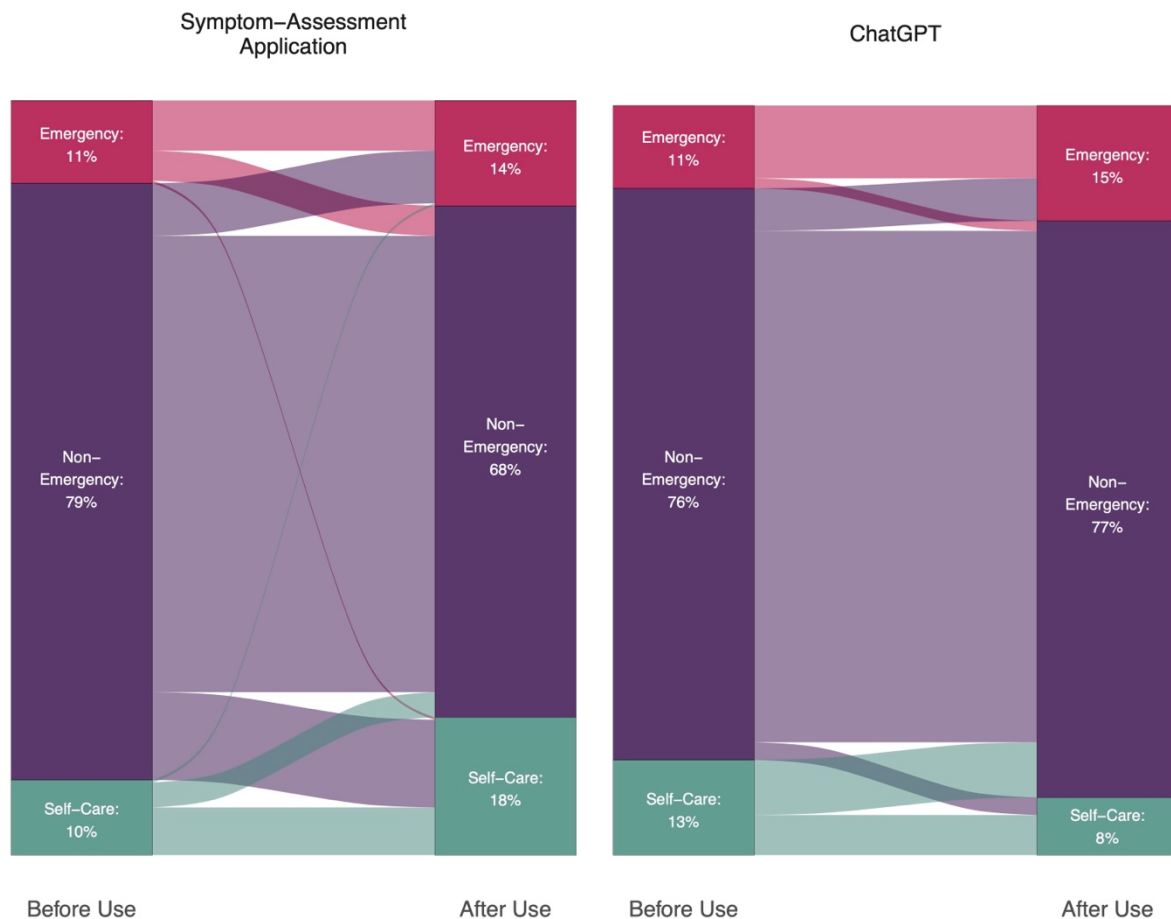 Symptom−Assessment
Application
Emergency:
11%
Non−
Emergency:
79%
Self−Care:
10%
Emergency:
14%
Non−
Emergency:
68%
Self−Care:
18%
Before Use
After Use
ChatGPT
Emergency:
11%
Non−
Emergency:
76%
Self−Care:
13%
Emergency:
15%
Non−
Emergency:
77%
Self−Care:
8%
Before Use
After Use